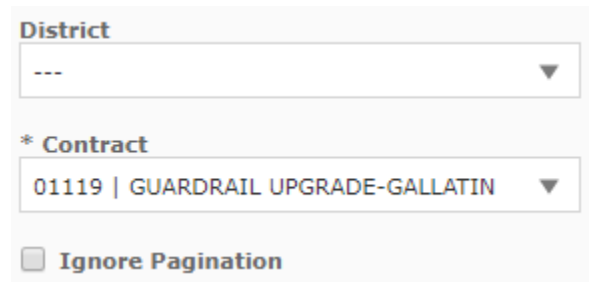 District
---
* Contract
01119 | GUARDRAIL UPGRADE-GALLATIN
Ignore Pagination